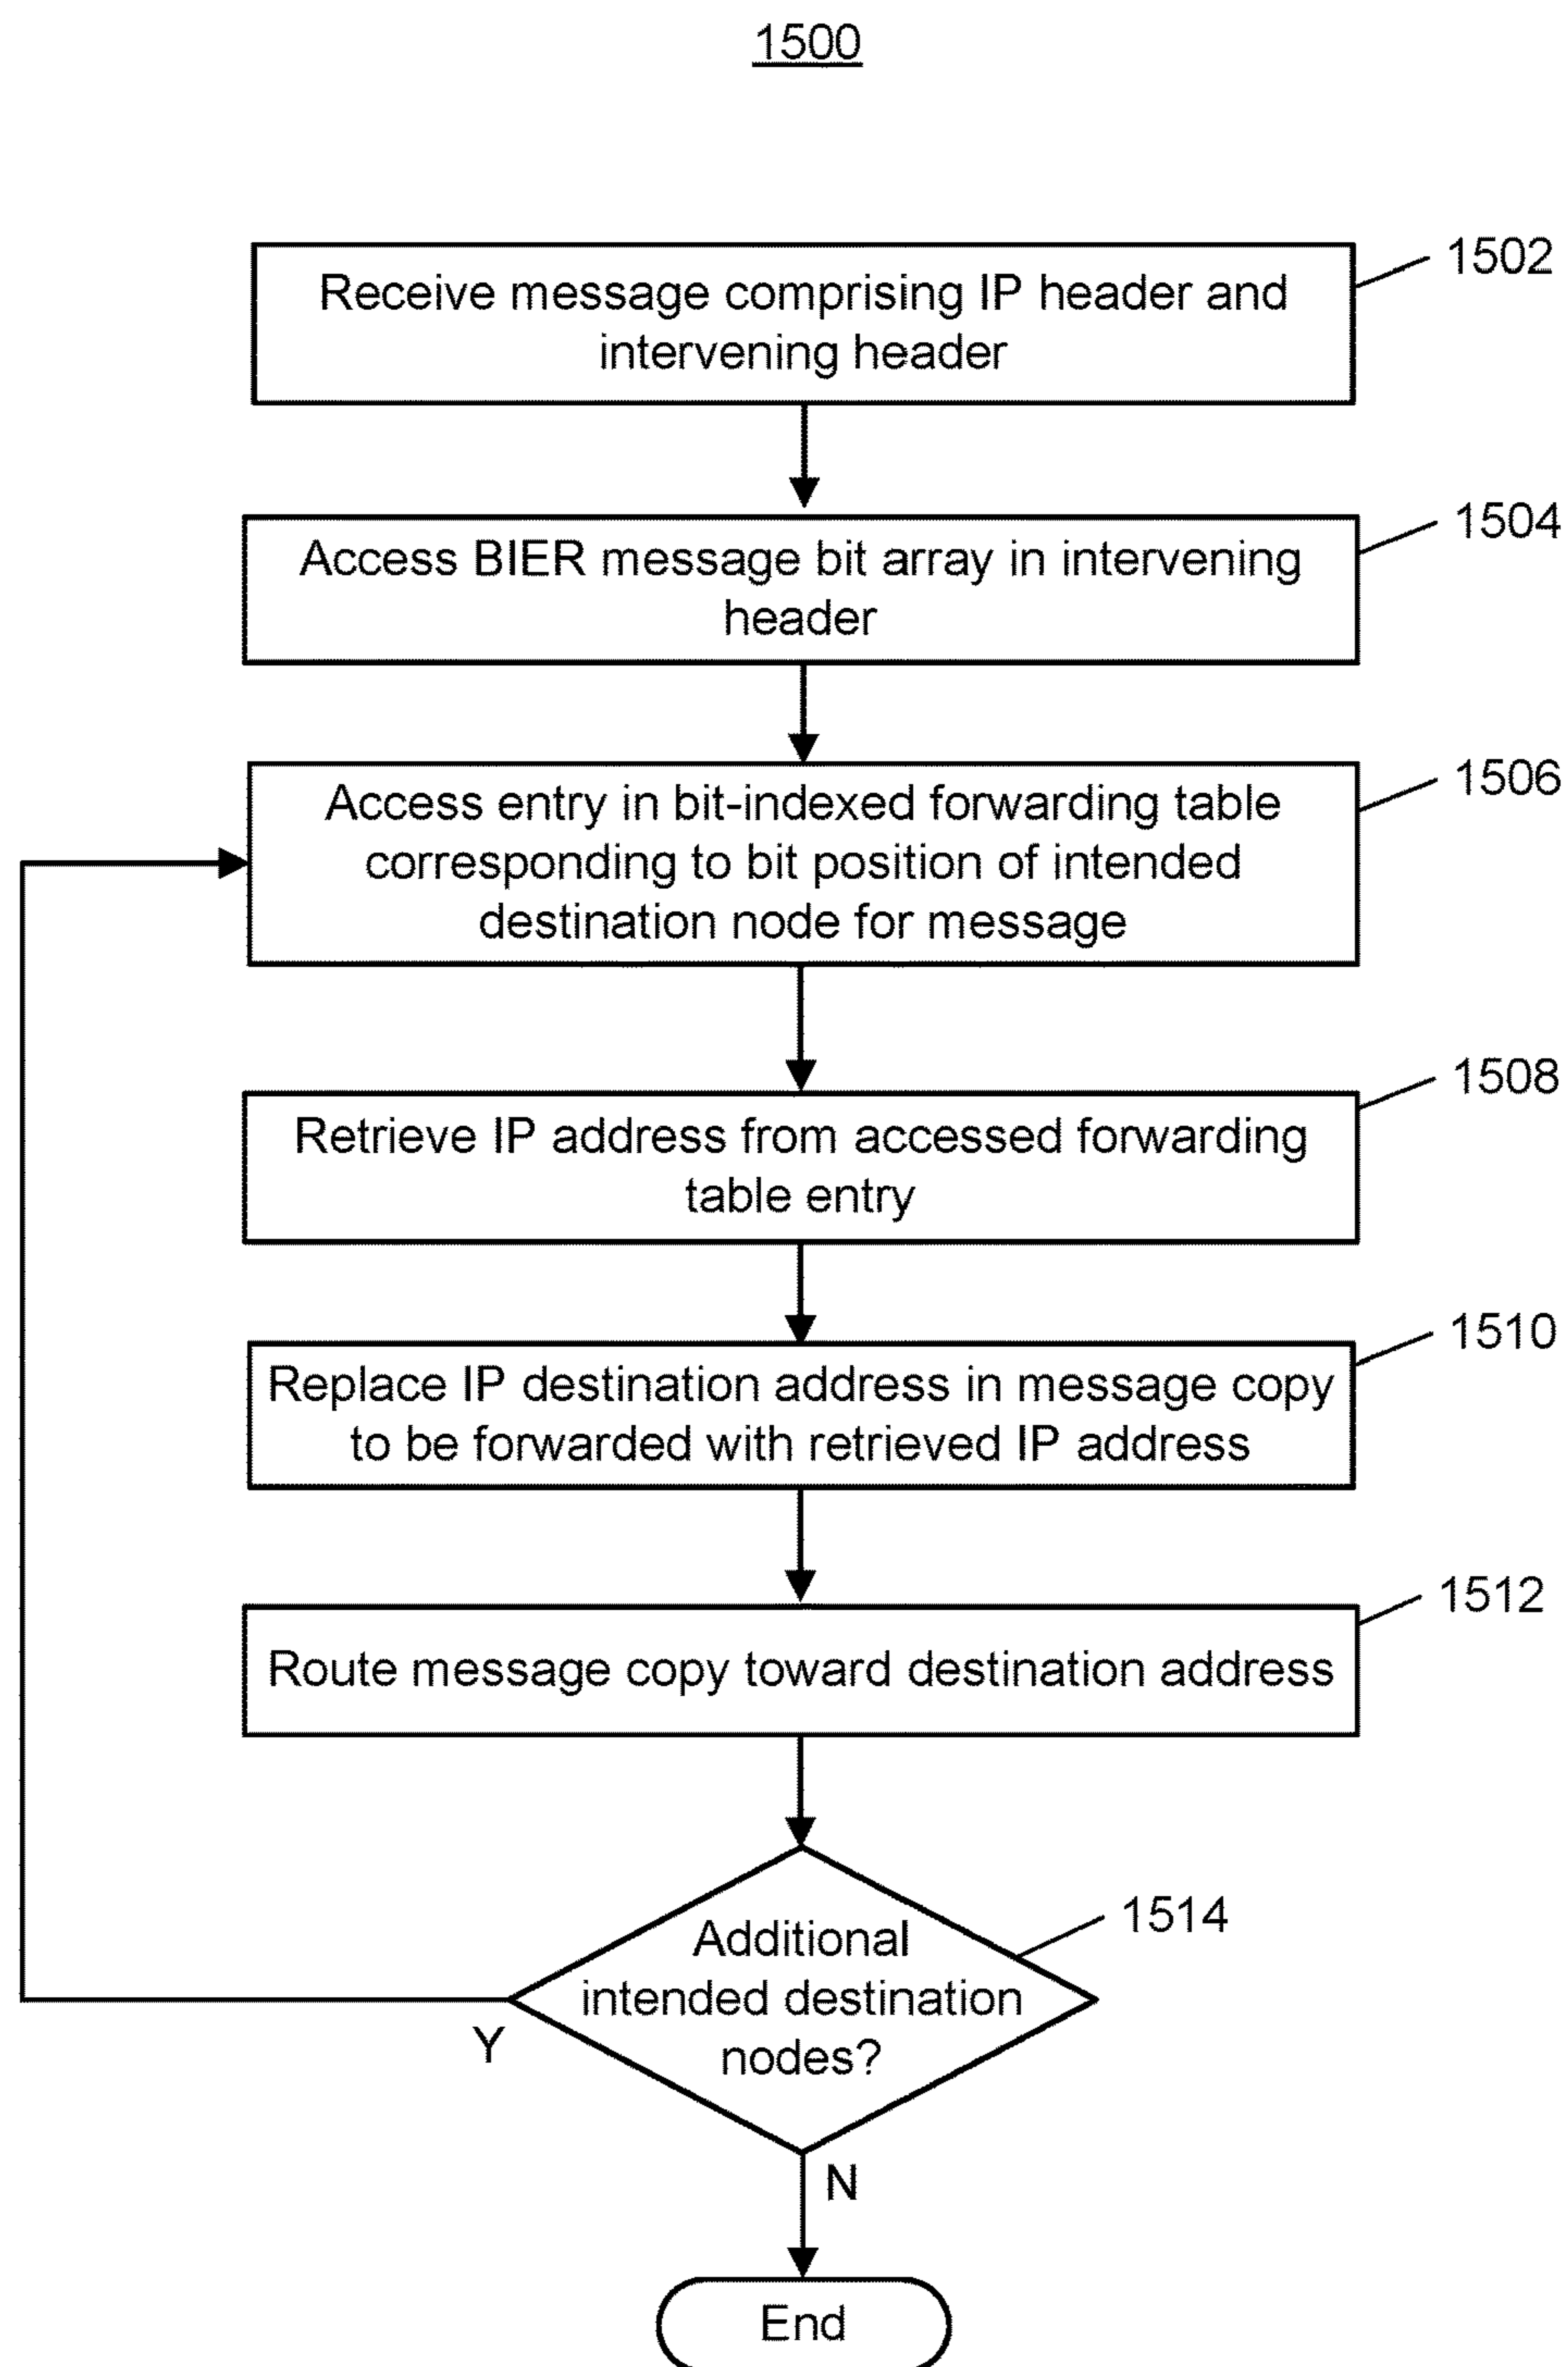 1500
Receive message comprising IP header and
intervening header
1502
Access BIER message bit array in intervening
header
1504
Access entry in bit-indexed forwarding table
corresponding to bit position of intended
destination node for message
1506
Retrieve IP address from accessed forwarding
table entry
1508
Replace IP destination address in message copy
to be forwarded with retrieved IP address
1510
Route message copy toward destination address
1512
Additional
intended destination
nodes?
1514
Y
N
End